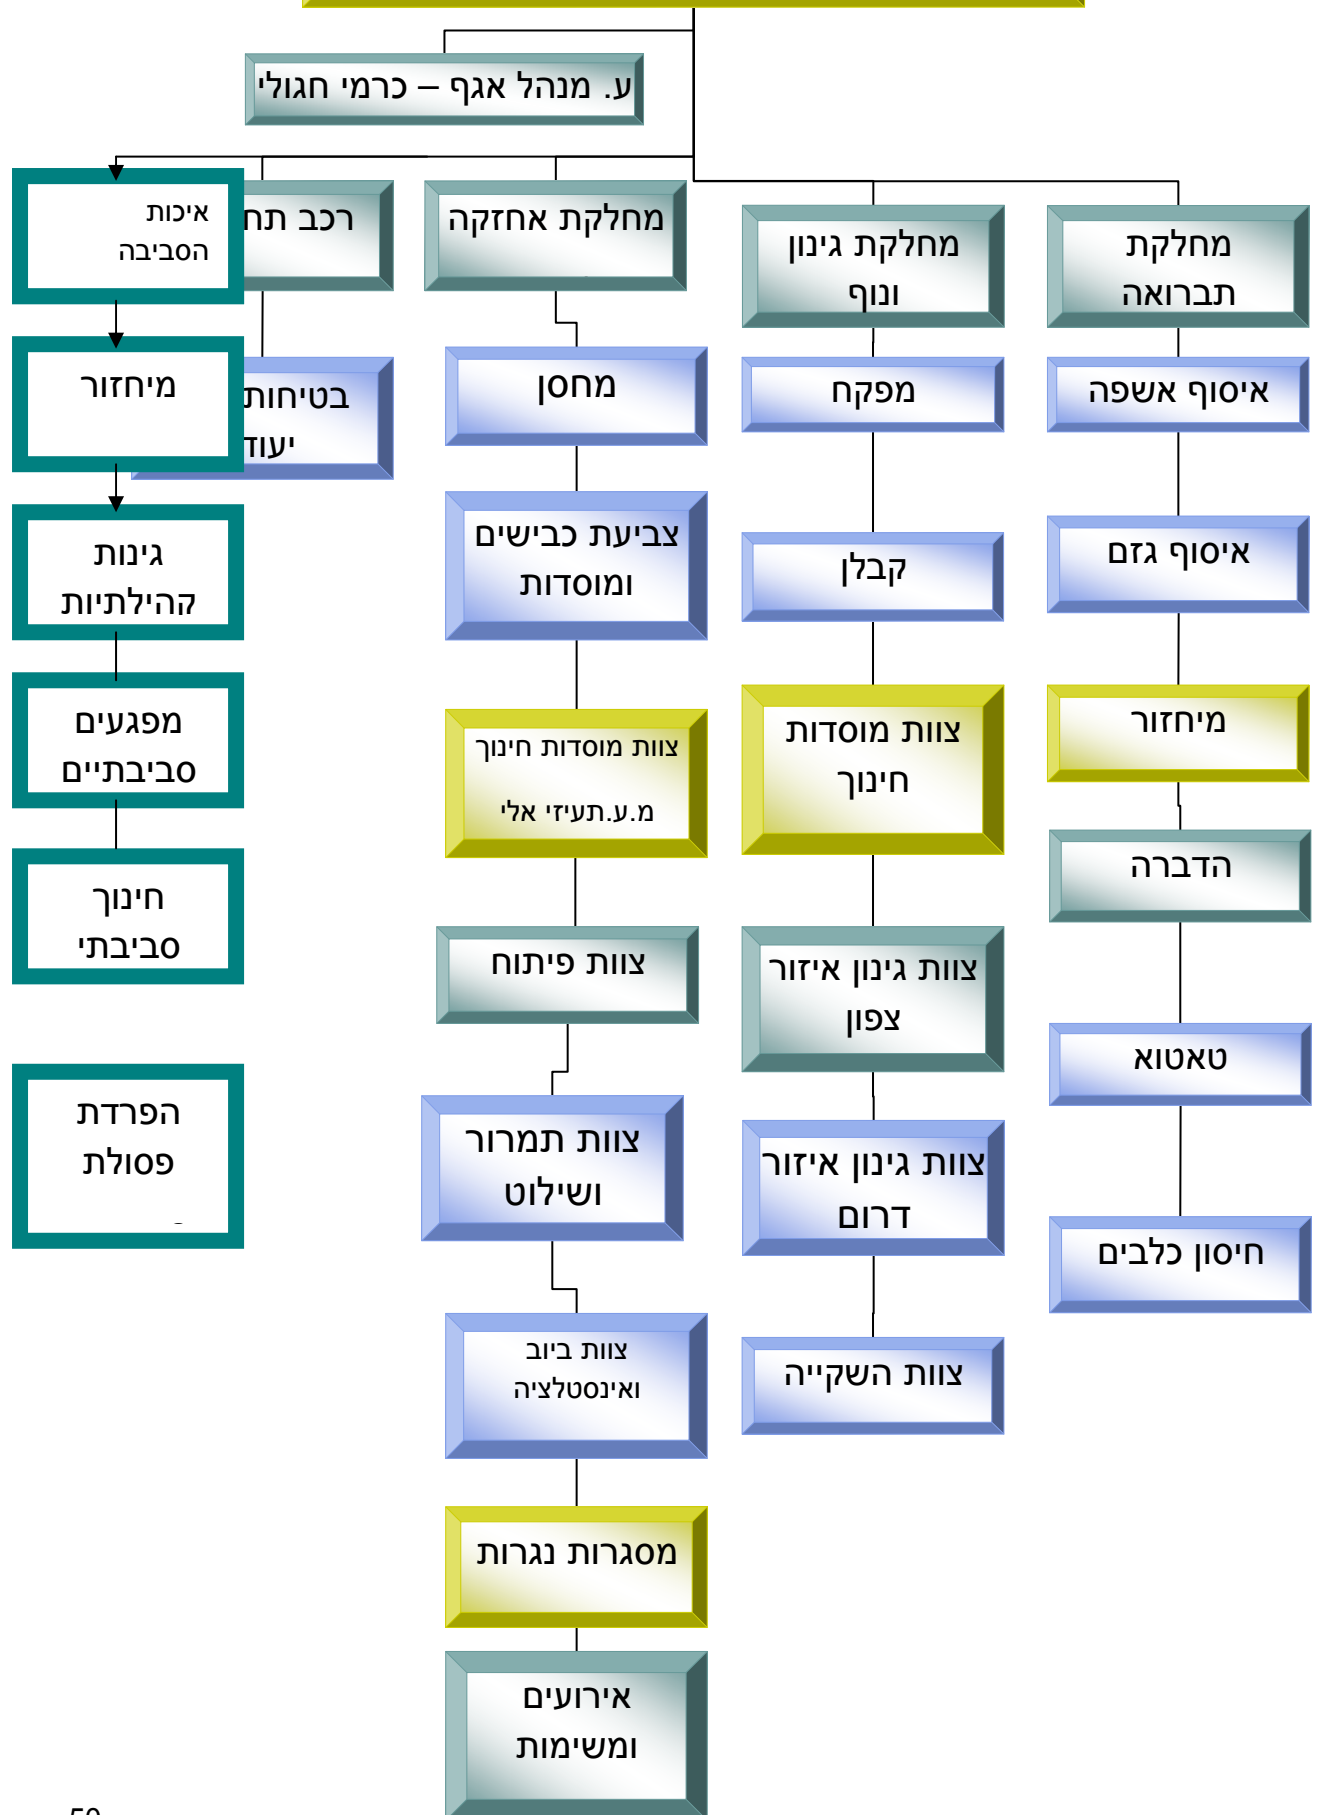 ע. מנהל אגף – כרמי חגולי
מחלקת
תברואה
איסוף אשפה
איסוף גזם
מיחזור
הדברה
טאטוא
חיסון כלבים
מחלקת גינון
ונוף
מפקח
קבלן
צוות מוסדות
חינוך
צוות גינון איזור
צפון
צוות גינון איזור
דרום
צוות השקייה
מחלקת אחזקה
מחסן
צביעת כבישים
ומוסדות
צוות מוסדות חינוך
מ.ע.תעיזי אלי
צוות פיתוח
צוות תמרור
ושילוט
צוות ביוב
ואינסטלציה
מסגרות נגרות
אירועים
ומשימות
רכב
איכות
הסביבה
מיחזור
גינות
קהילתיות
מפגעים
סביבתיים
חינוך
סביבתי
הפרדת
פסולת